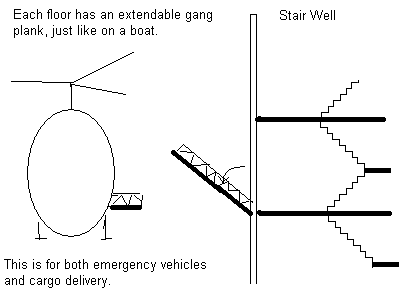 Each floor has an extendable gang
plank, just like on a boat.
Stair Well
This is for both emergency vehicles
and cargo delivery.